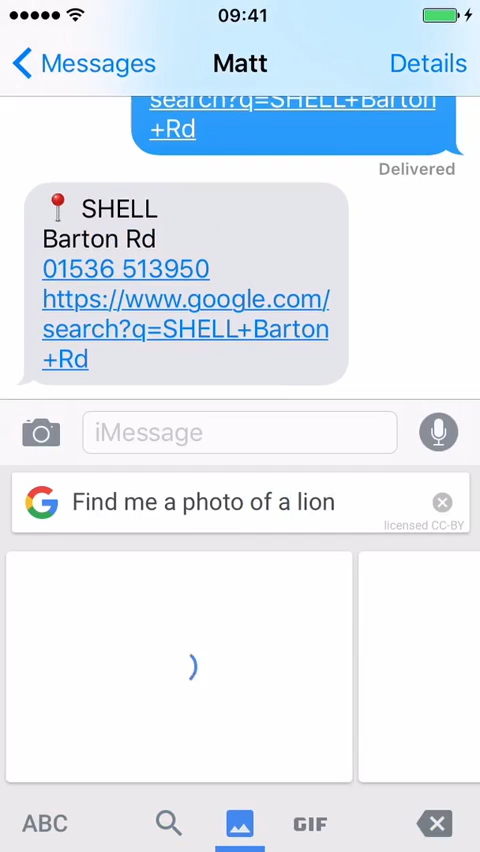 09:41
Messages
Matt
Details
search?q=SHELL+Barton
+Rd
Delivered
📍 SHELL
Barton Rd
01536 513950
https://www.google.com/
search?q=SHELL+Barton
+Rd
iMessage
Find me a photo of a lion
licensed CC-BY
ABC
GIF